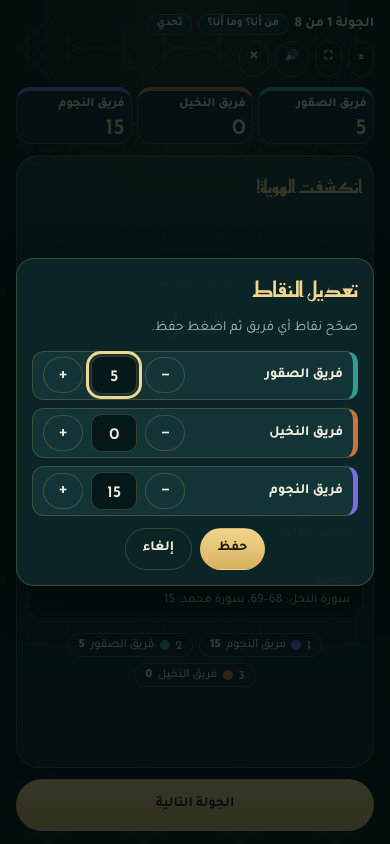 الجولة 1 من 8
من أنا؟ وما أنا؟
تحدي
±
فريق الصقور
5
فريق النخيل
0
فريق النجوم
15
انكشفت الهوية!
تعديل النقاط
صحّح نقاط أي فريق ثم اضغط حفظ.
فريق الصقور − 5 +
فريق النخيل − 0 +
فريق النجوم − 15 +
حفظ
إلغاء
سورة النحل: 68–69، سورة محمد: 15
1 فريق النجوم 15
2 فريق الصقور 5
3 فريق النخيل 0
الجولة التالية